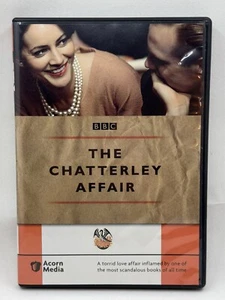 BBC
THE
CHATTERLEY
AFFAIR
Acorn
Media
A torrid love affair inflamed by one of
the most scandalous books of all time